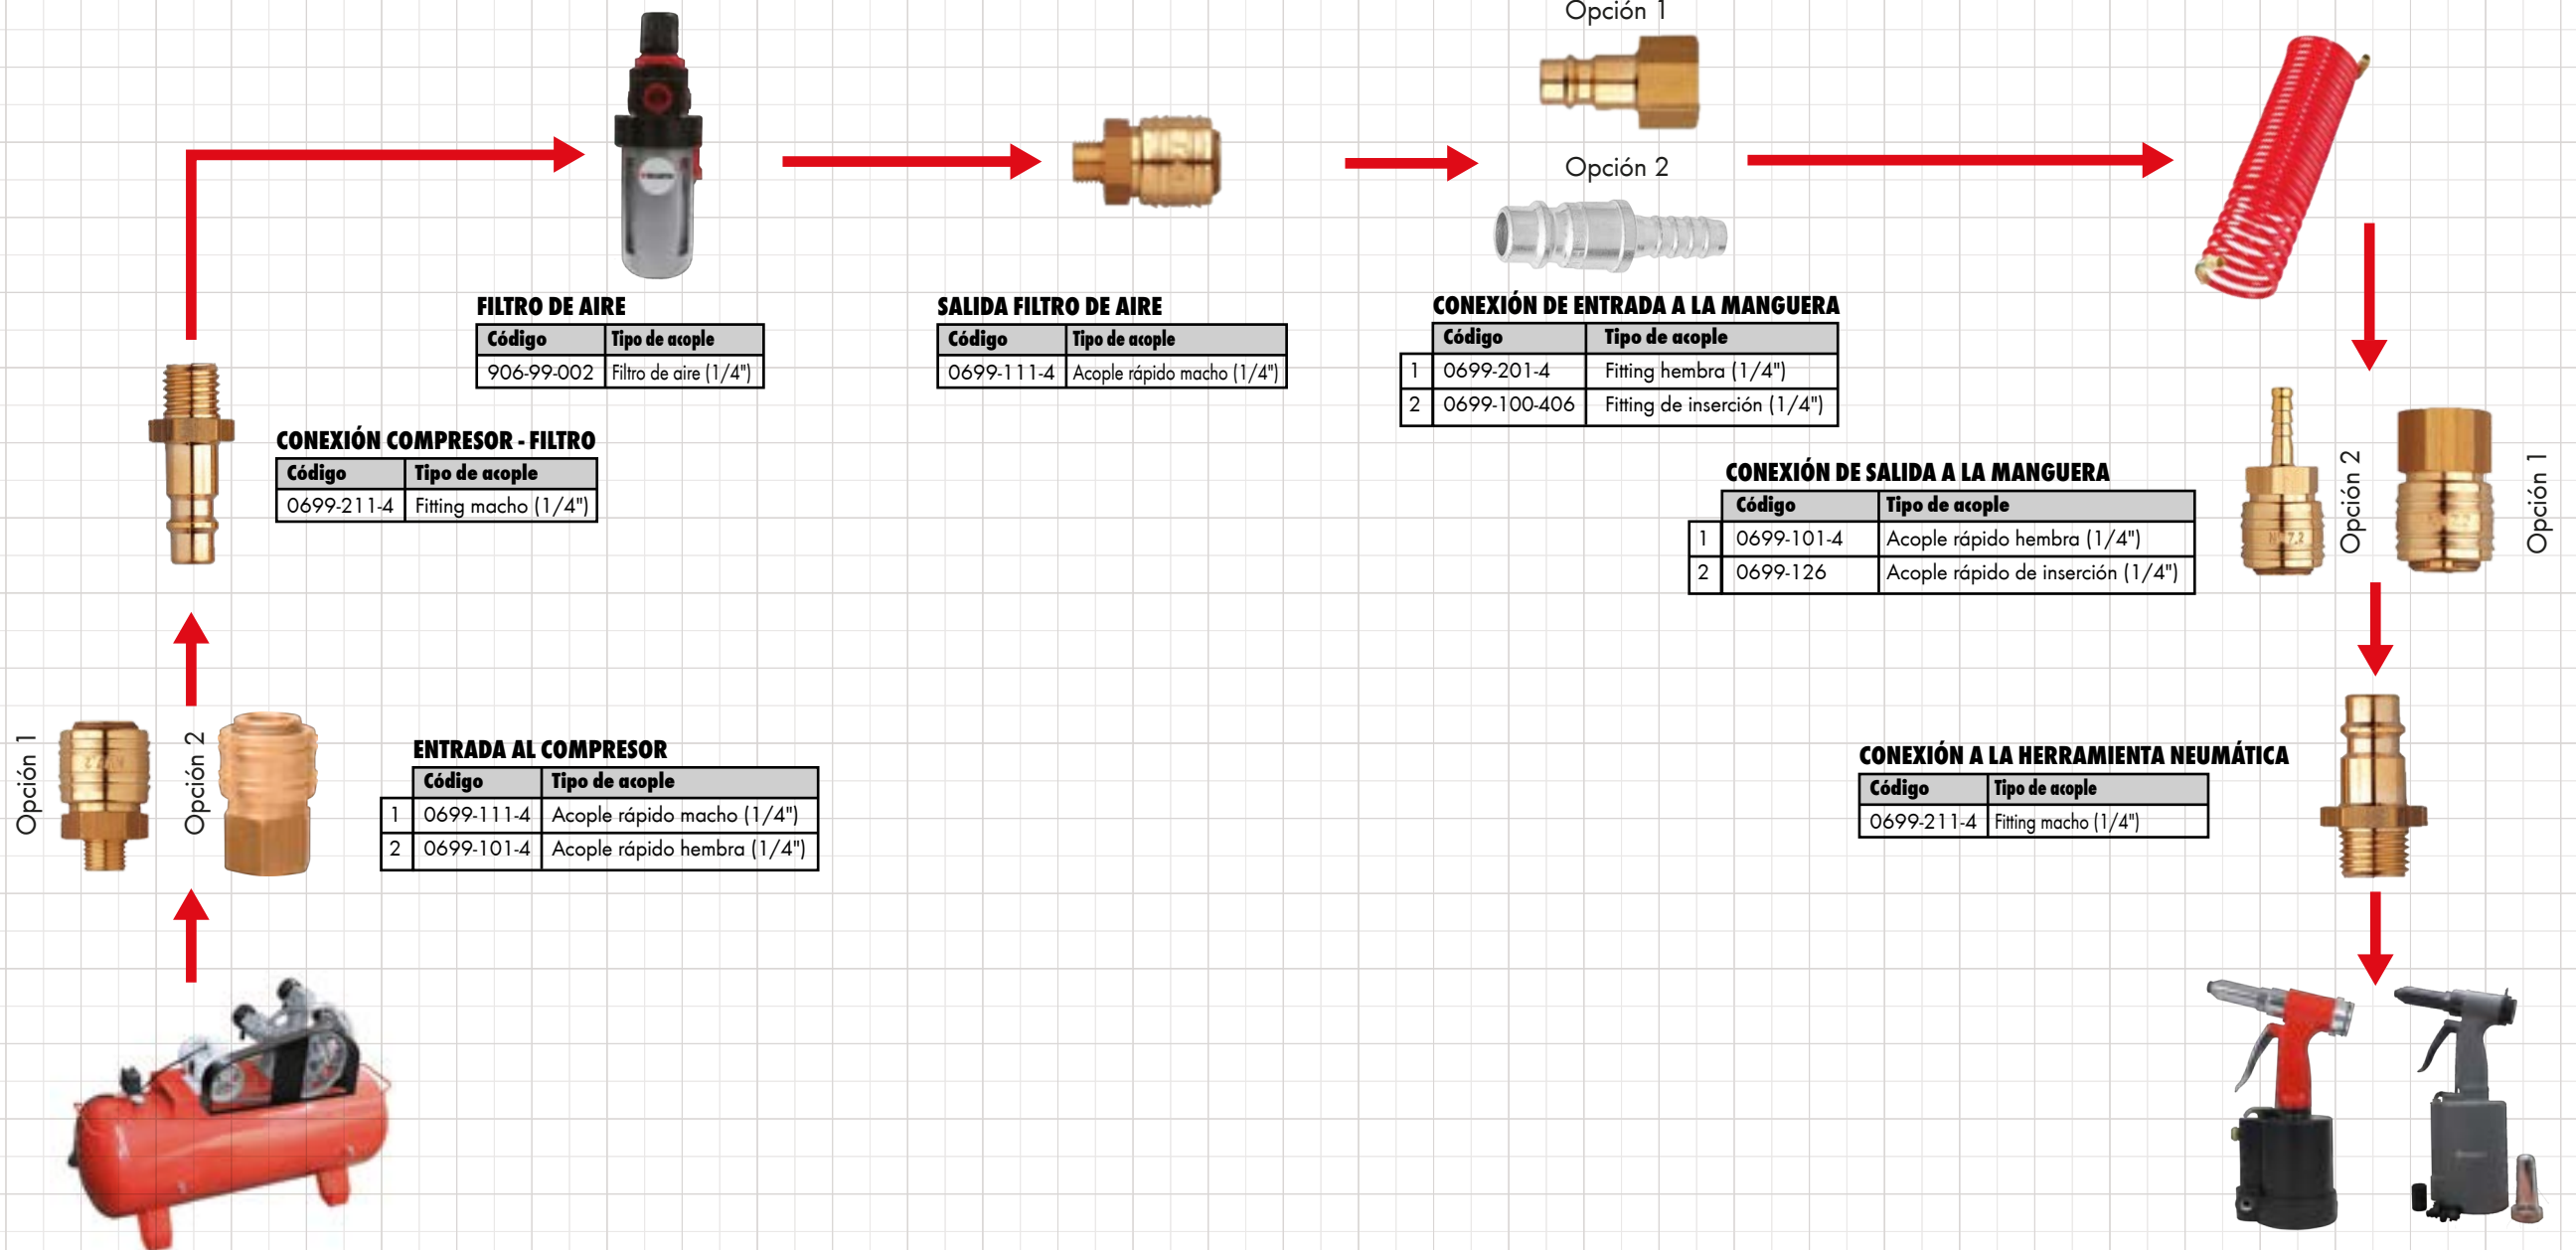 Opción 1
Opción 2
FILTRO DE AIRE
Código Tipo de acople
906-99-002 Filtro de aire (1/4")
SALIDA FILTRO DE AIRE
Código Tipo de acople
0699-111-4 Acople rápido macho (1/4")
CONEXIÓN DE ENTRADA A LA MANGUERA
Código Tipo de acople
1 0699-201-4 Fitting hembra (1/4")
2 0699-100-406 Fitting de inserción (1/4")
CONEXIÓN COMPRESOR - FILTRO
Código Tipo de acople
0699-211-4 Fitting macho (1/4")
CONEXIÓN DE SALIDA A LA MANGUERA
Código Tipo de acople
1 0699-101-4 Acople rápido hembra (1/4")
2 0699-126 Acople rápido de inserción (1/4")
Opción 2
Opción 1
Opción 1
Opción 2
ENTRADA AL COMPRESOR
Código Tipo de acople
1 0699-111-4 Acople rápido macho (1/4")
2 0699-101-4 Acople rápido hembra (1/4")
CONEXIÓN A LA HERRAMIENTA NEUMÁTICA
Código Tipo de acople
0699-211-4 Fitting macho (1/4")